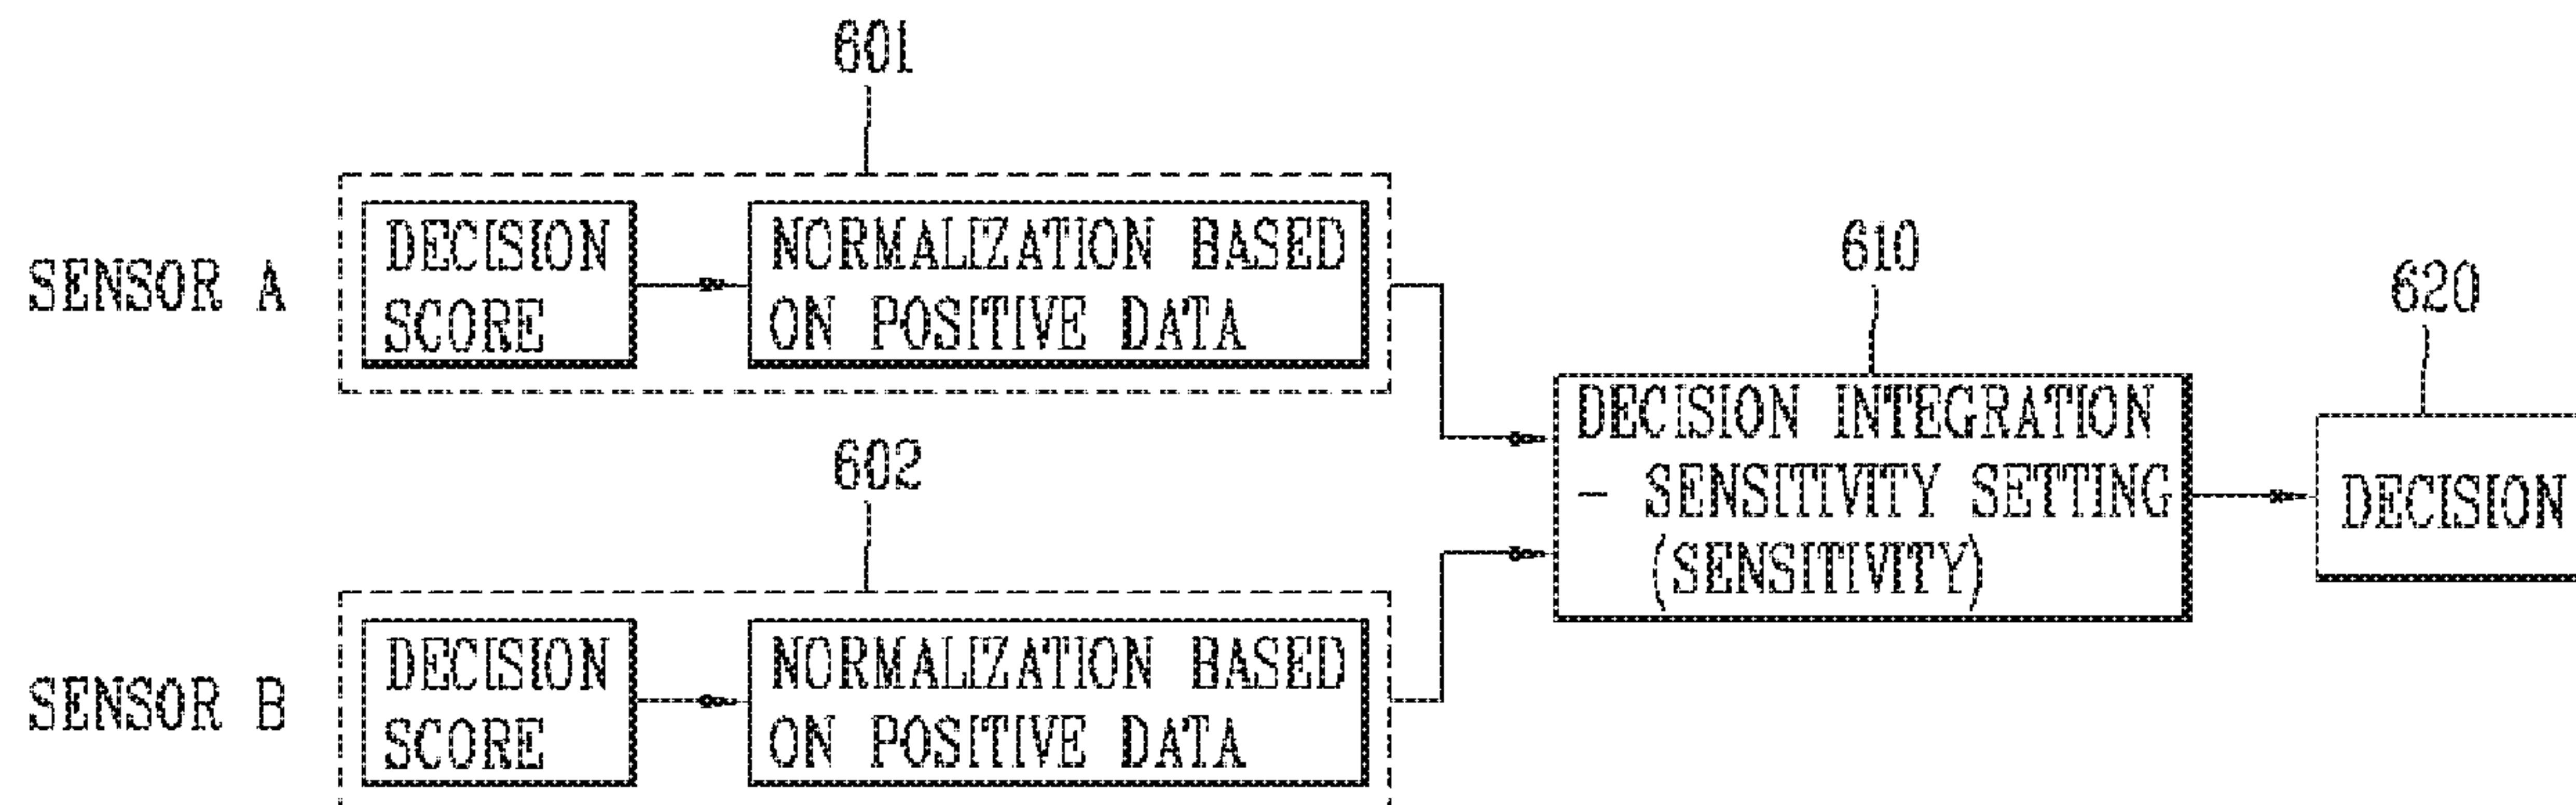 601
SENSOR A
DECISION
SCORE
NORMALIZATION BASED
ON POSITIVE DATA
602
SENSOR B
DECISION
SCORE
NORMALIZATION BASED
ON POSITIVE DATA
610
DECISION INTEGRATION
- SENSITIVITY SETTING
(SENSITIVITY)
620
DECISION